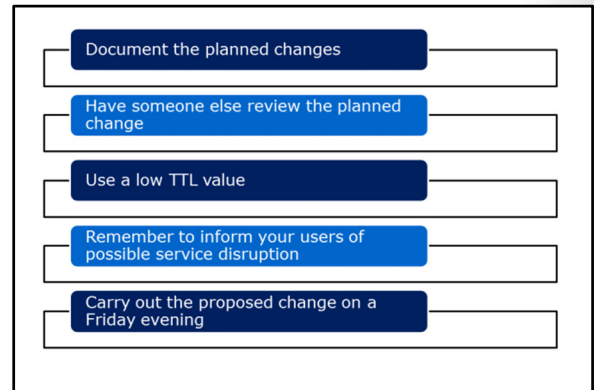 Document the planned changes
Have someone else review the planned
change
Use a low TTL value
Remember to inform your users of
possible service disruption
Carry out the proposed change on a
Friday evening